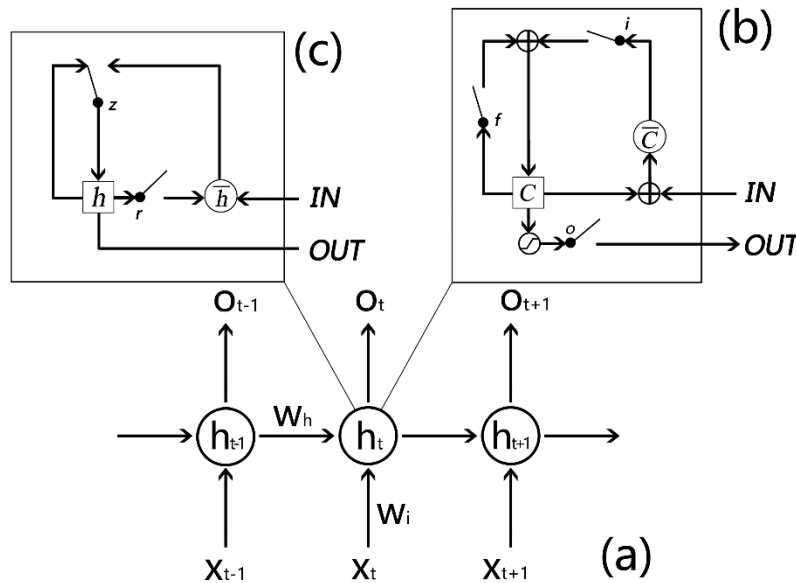 (c)
z
h
r
h̅
IN
OUT
(b)
i
f
C̅
C
IN
o
OUT
Ot-1
Ot
Ot+1
Wh
ht-1
ht
ht+1
Wi
Xt-1
Xt
Xt+1
(a)